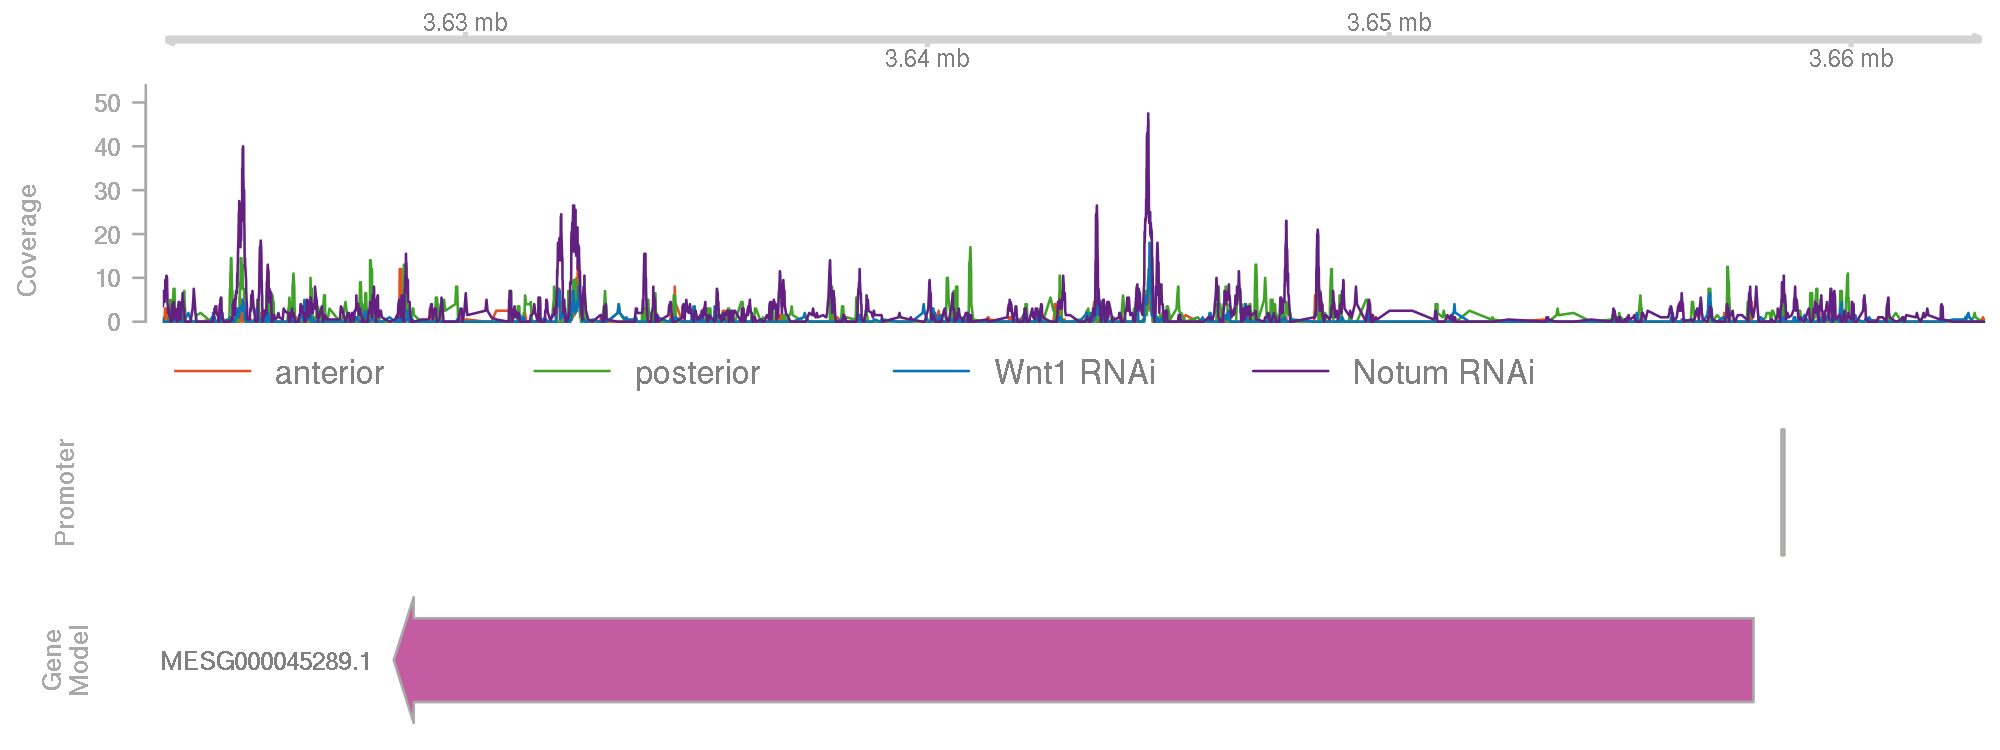 3.63 mb
3.65 mb
3.64 mb
3.66 mb
Coverage
50
40
30
20
10
0
anterior
posterior
Wnt1 RNAi
Notum RNAi
Promoter
Gene
Model
MESG000045289.1